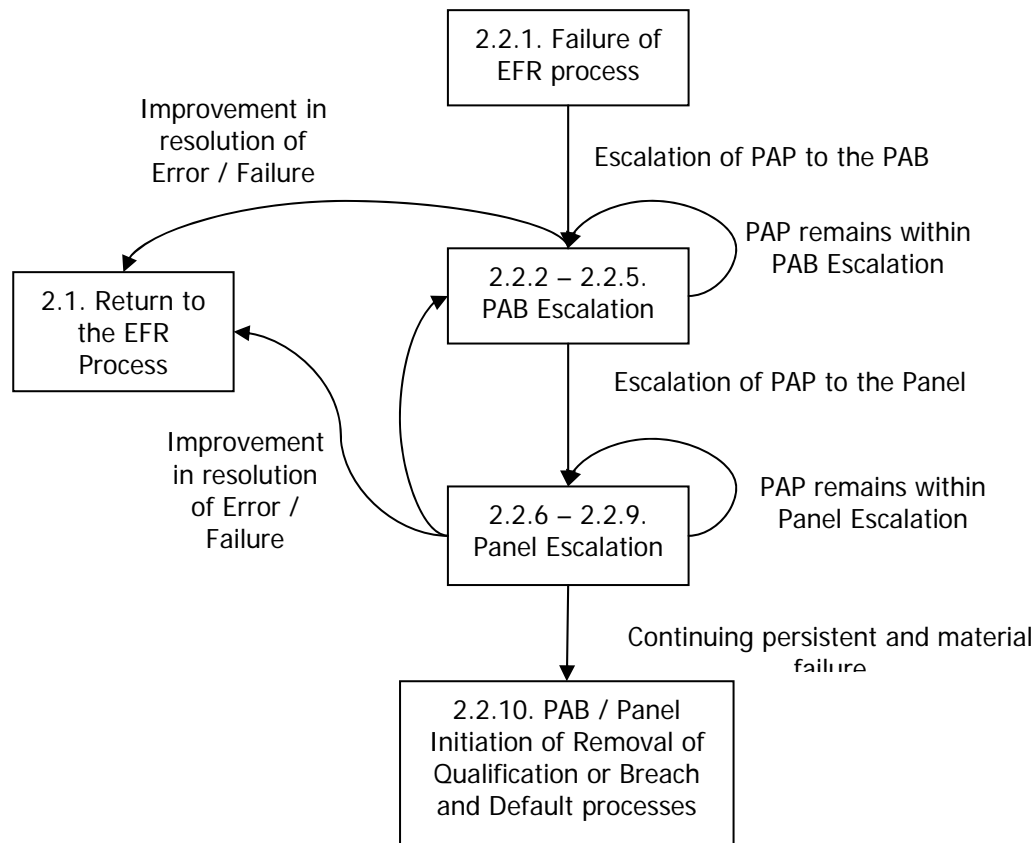 2.2.1. Failure of
EFR process
Improvement in
resolution of
Error / Failure
Escalation of PAP to the PAB
PAP remains within
PAB Escalation
2.2.2 – 2.2.5.
PAB Escalation
2.1. Return to
the EFR
Process
Escalation of PAP to the Panel
Improvement
in resolution
of Error /
Failure
PAP remains within
Panel Escalation
2.2.6 – 2.2.9.
Panel Escalation
Continuing persistent and material
failure
2.2.10. PAB / Panel
Initiation of Removal of
Qualification or Breach
and Default processes